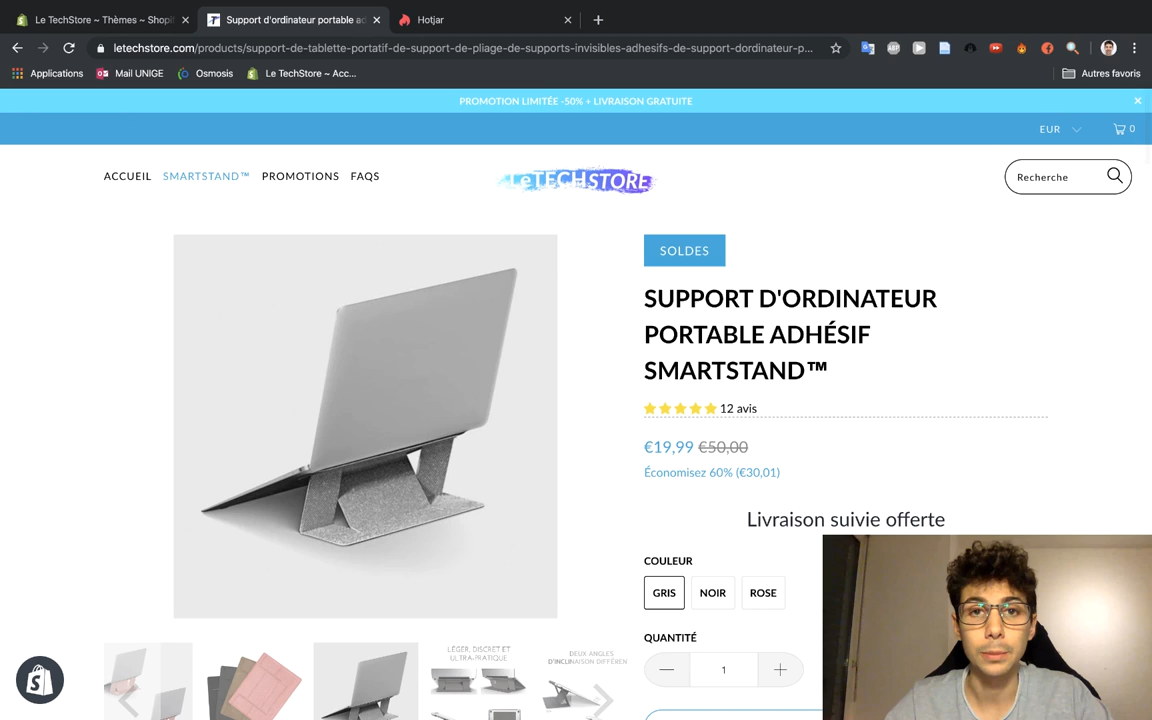 Le TechStore ~ Thèmes ~ Shopif
Support d'ordinateur portable ad
Hotjar
letechstore.com/products/support-de-tablette-portatif-de-support-de-pliage-de-supports-invisibles-adhesifs-de-support-dordinateur-p...
ABP
Applications
Mail UNIGE
Osmosis
Le TechStore ~ Acc...
Autres favoris
PROMOTION LIMITÉE -50% + LIVRAISON GRATUITE
EUR
0
ACCUEIL
SMARTSTAND™
PROMOTIONS
FAQS
LeTECHSTORE
Recherche
SOLDES
SUPPORT D'ORDINATEUR
PORTABLE ADHÉSIF
SMARTSTAND™
12 avis
€19,99 €50,00
Économisez 60% (€30,01)
Livraison suivie offerte
COULEUR
GRIS
NOIR
ROSE
QUANTITÉ
1
LÉGER, DISCRET ET
ULTRA-PRATIQUE
DEUX ANGLES
D'INCLINAISON DIFFÉREN